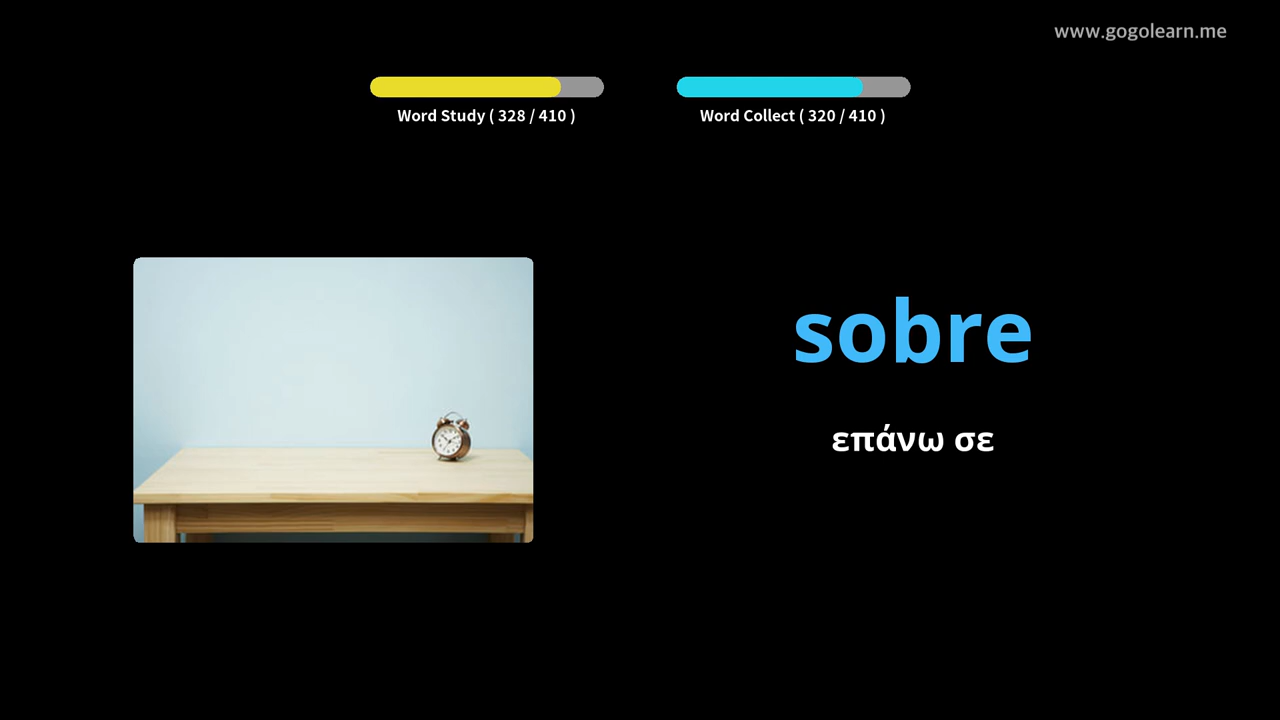 www.gogolearn.me
Word Study ( 328 / 410 )
Word Collect ( 320 / 410 )
sobre
επάνω σε